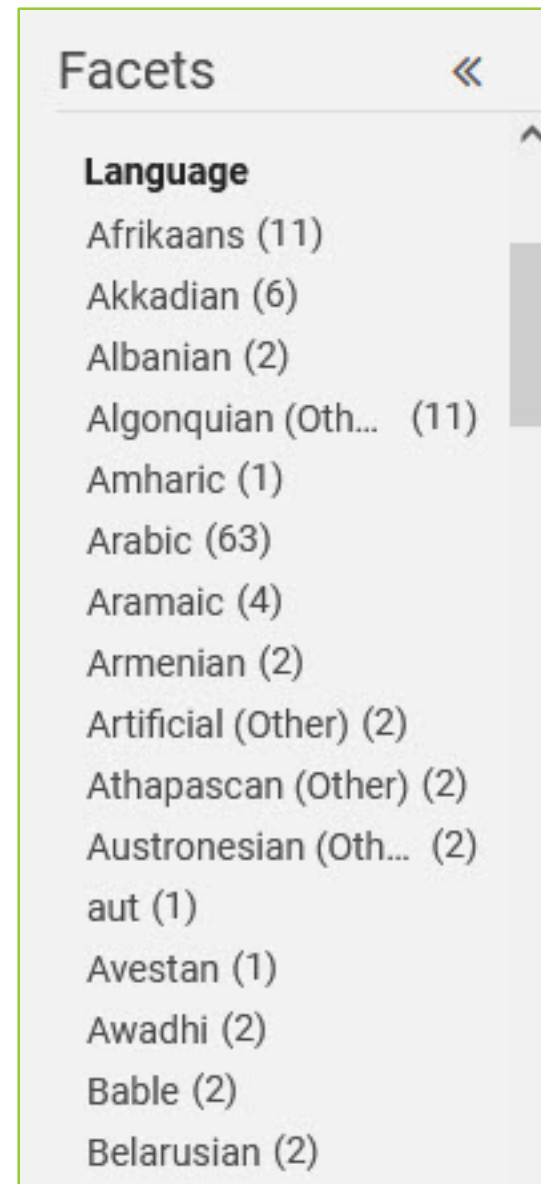 Facets «
Language
Afrikaans (11)
Akkadian (6)
Albanian (2)
Algonquian (Oth... (11)
Amharic (1)
Arabic (63)
Aramaic (4)
Armenian (2)
Artificial (Other) (2)
Athapascan (Other) (2)
Austronesian (Oth... (2)
aut (1)
Avestan (1)
Awadhi (2)
Bable (2)
Belarusian (2)